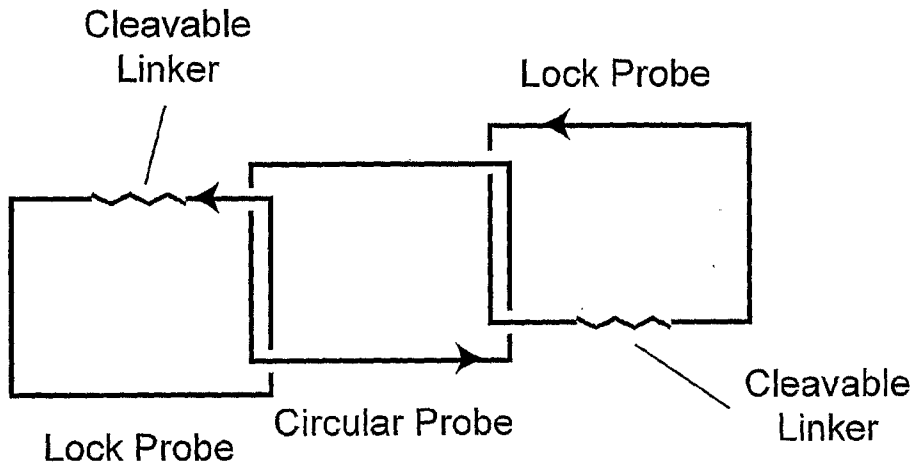 Cleavable
Linker
Lock Probe
Circular Probe
Lock Probe
Cleavable
Linker